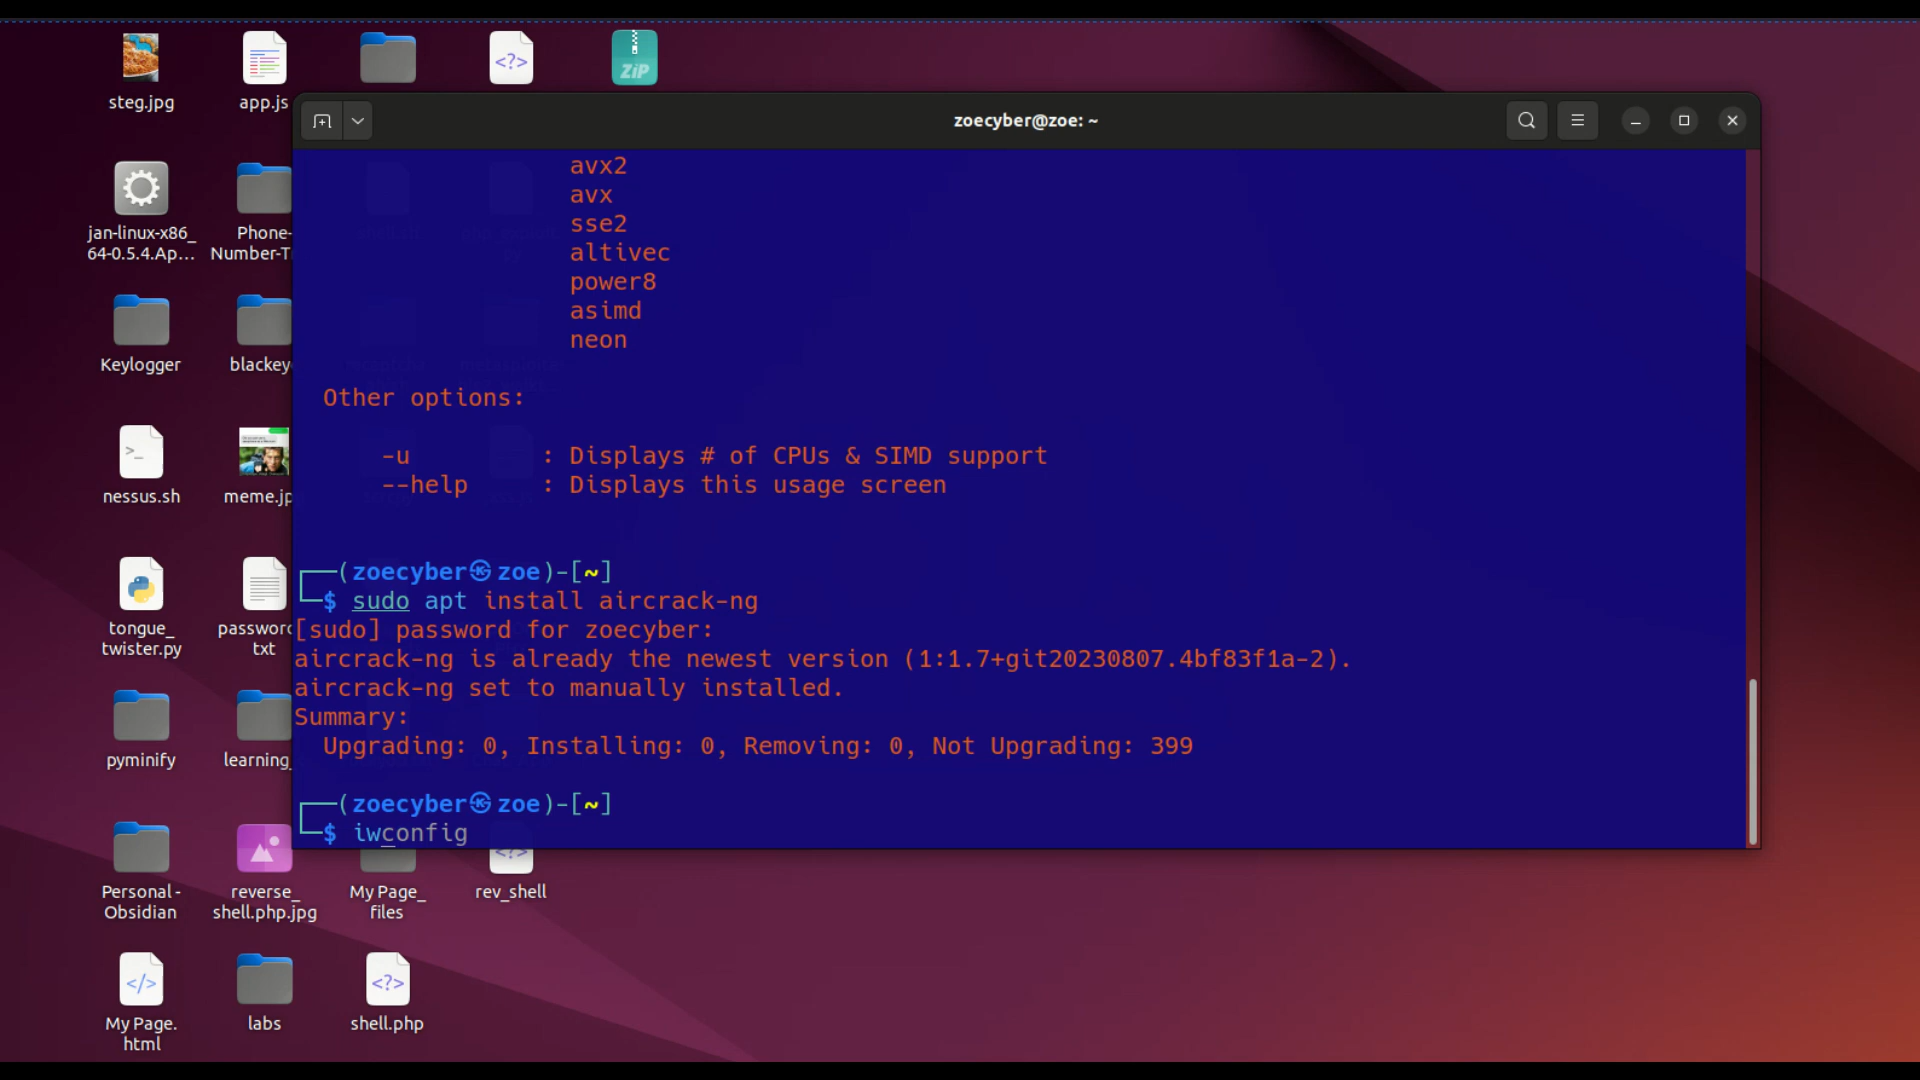 steg.jpg
app.js
<?>
ZiP
zoecyber@zoe: ~
jan-linux-x86_
64-0.5.4.Ap...
Phone-
Number-T
Keylogger
blackey
>_
nessus.sh
meme.jp
tongue_
twister.py
password
txt
pyminify
learning_
Personal -
Obsidian
reverse_
shell.php.jpg
My Page_
files
<?>
rev_shell
</>
My Page.
html
labs
<?>
shell.php
avx2
avx
sse2
altivec
power8
asimd
neon
Other options:
-u : Displays # of CPUs & SIMD support
--help : Displays this usage screen
┌──(zoecyber㉿zoe)-[~]
└─$ sudo apt install aircrack-ng
[sudo] password for zoecyber:
aircrack-ng is already the newest version (1:1.7+git20230807.4bf83f1a-2).
aircrack-ng set to manually installed.
Summary:
Upgrading: 0, Installing: 0, Removing: 0, Not Upgrading: 399
┌──(zoecyber㉿zoe)-[~]
└─$ iwconfig